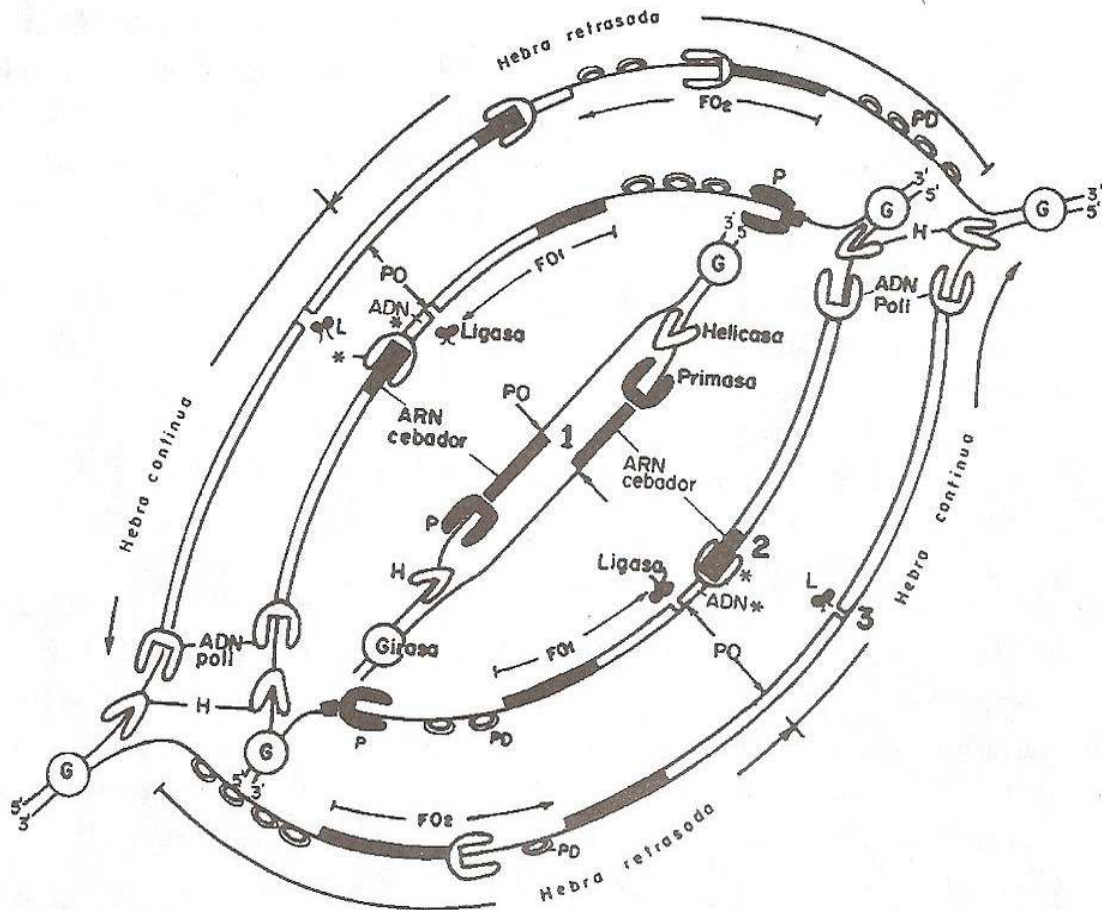 Hebra retrasada
FO2
PD
P
3'
5'
G
3'
5'
G
H
3'
5
G
FO1
PO
ADN
*
Ligasa
L
*
ADN
Poli
Helicasa
Primasa
PO
1
ARN
cebador
ARN
cebador
Hebra continua
Hebra continua
P
H
2
*
Ligasa
ADN*
L
3
ADN
poli
Girasa
FO1
PO
H
P
PD
G
G
5'
3'
5'
3'
FO2
PD
Hebra retrasada